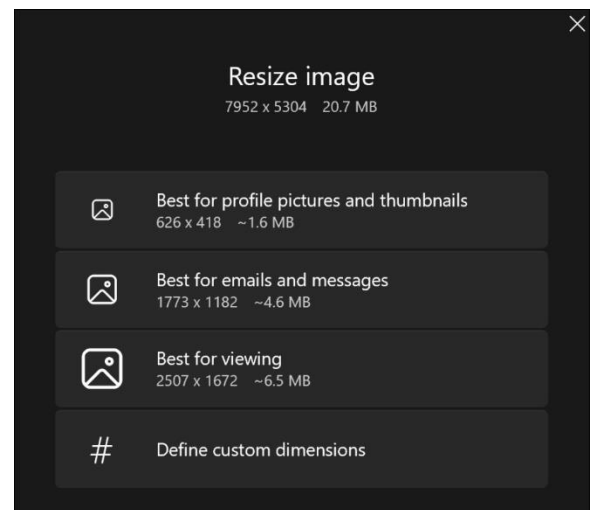 Resize image
7952 x 5304 20.7 MB
Best for profile pictures and thumbnails
626 x 418 ~1.6 MB
Best for emails and messages
1773 x 1182 ~4.6 MB
Best for viewing
2507 x 1672 ~6.5 MB
# Define custom dimensions